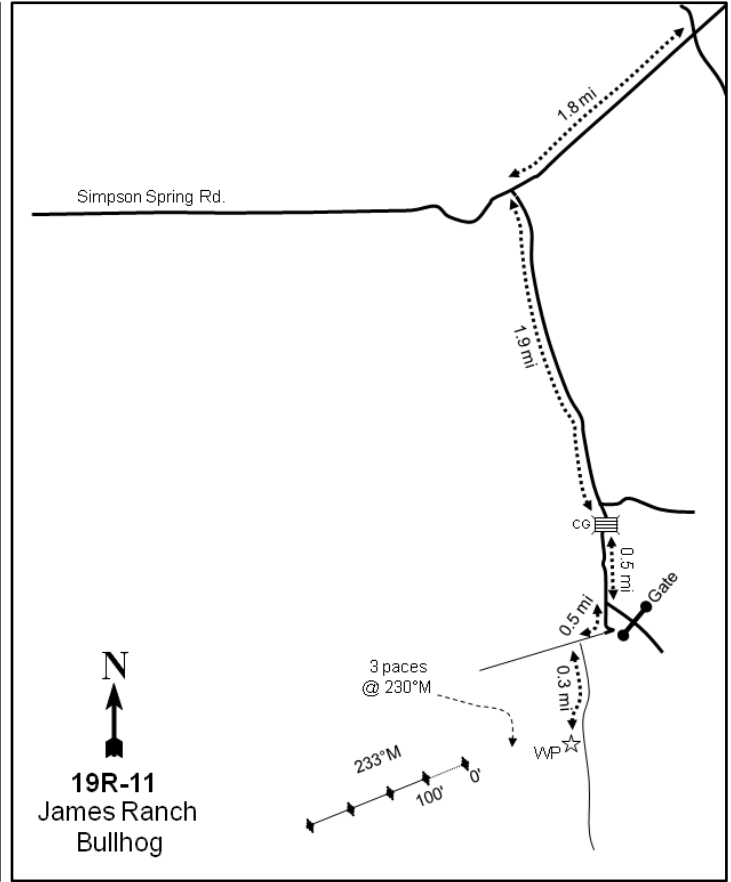 1.8 mi
Simpson Spring Rd.
1.9 mi
CG
0.5 mi
Gate
0.5 mi
3 paces
@ 230°M
0.3 mi
WP
N
233°M
0'
100'
19R-11
James Ranch
Bullhog